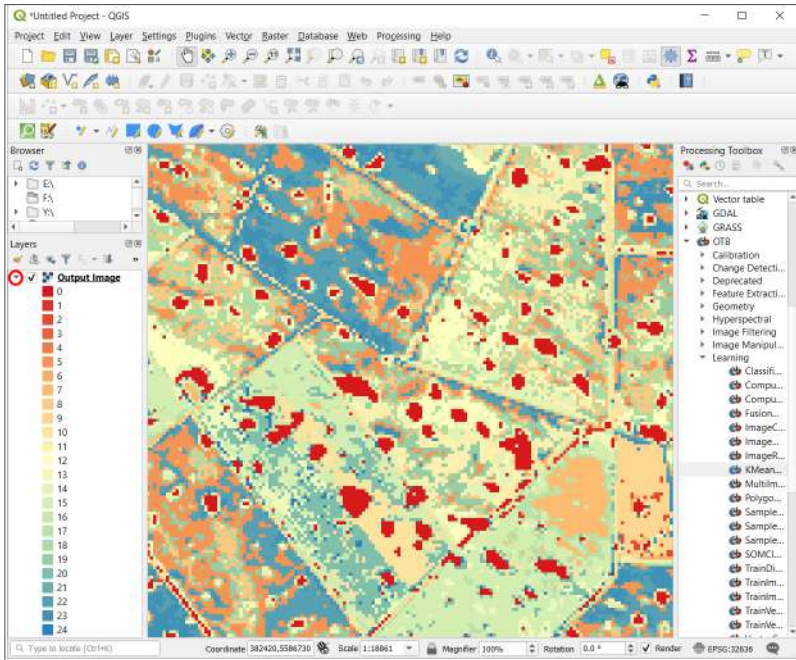 *Untitled Project - QGIS
Project Edit View Layer Settings Plugins Vector Raster Database Web Processing Help
Browser
E:\
F:\
Y:\
Layers
Output Image
0
1
2
3
4
5
6
7
8
9
10
11
12
13
14
15
16
17
18
19
20
21
22
23
24
Processing Toolbox
Search...
Vector table
GDAL
GRASS
OTB
Calibration
Change Detecti...
Deprecated
Feature Extracti...
Geometry
Hyperspectral
Image Filtering
Image Manipul...
Learning
Classifi...
Compu...
Compu...
Fusion...
ImageC...
Image...
ImageR...
KMean...
MultiIm...
Polygo...
Sample...
Sample...
Sample...
SOMCl...
TrainDi...
TrainIm...
TrainIm...
TrainVe...
TrainVe...
Type to locate (Ctrl+K)
Coordinate 382420,5586730
Scale 1:18861
Magnifier 100%
Rotation 0.0 °
Render
EPSG:32636